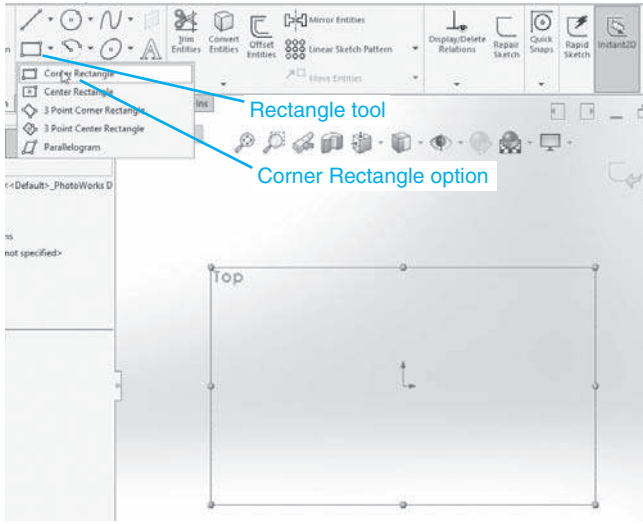 Trim Entities
Convert Entities
Offset Entities
Mirror Entities
Linear Sketch Pattern
Move Entities
Display/Delete Relations
Repair Sketch
Quick Snaps
Rapid Sketch
Instant2D
Corner Rectangle
Center Rectangle
3 Point Corner Rectangle
3 Point Center Rectangle
Parallelogram
ins
Rectangle tool
Corner Rectangle option
<<Default>_PhotoWorks D
ns
not specified>
Top